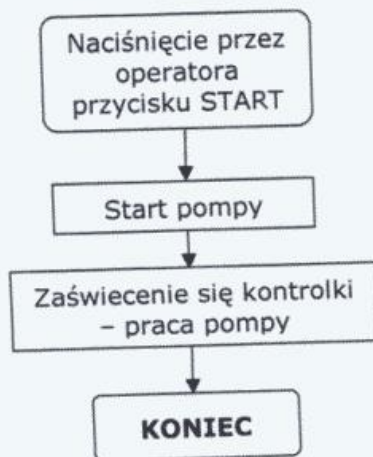 Naciśnięcie przez
operatora
przycisku START
Start pompy
Zaświecenie się kontrolki
– praca pompy
KONIEC